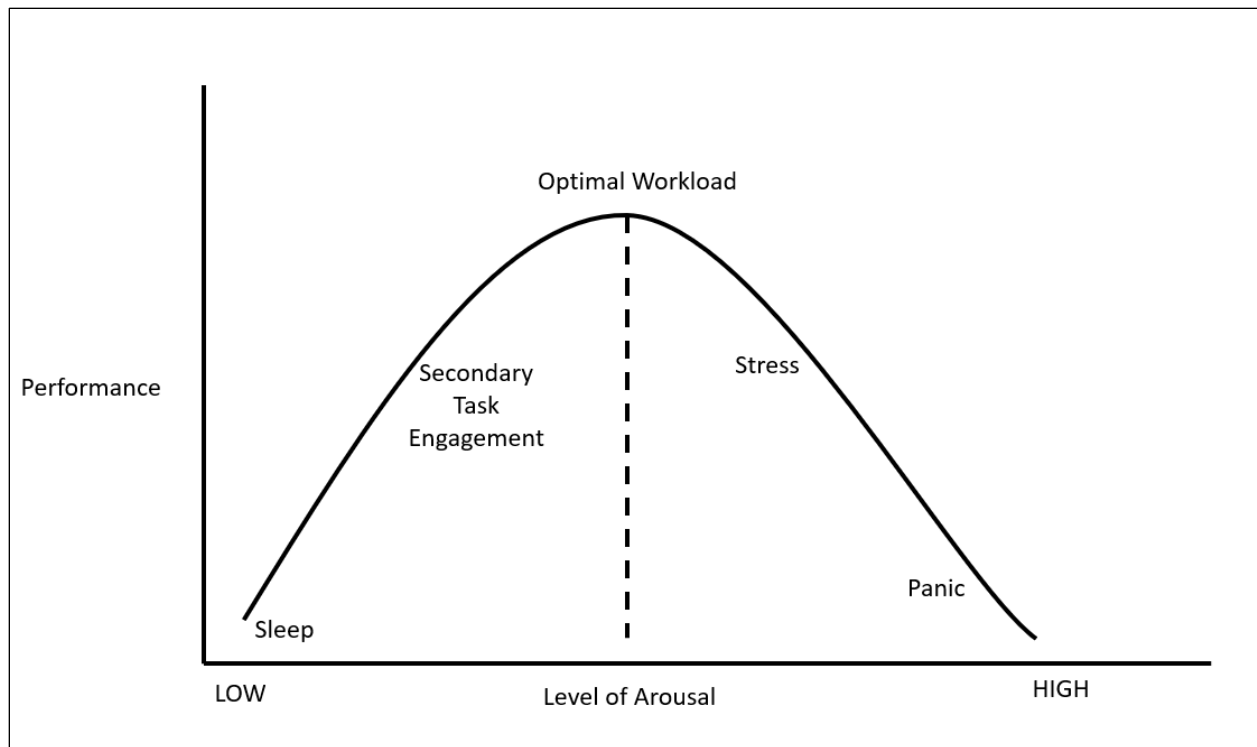 Optimal Workload
Performance
Secondary
Task
Engagement
Stress
Panic
Sleep
LOW
Level of Arousal
HIGH